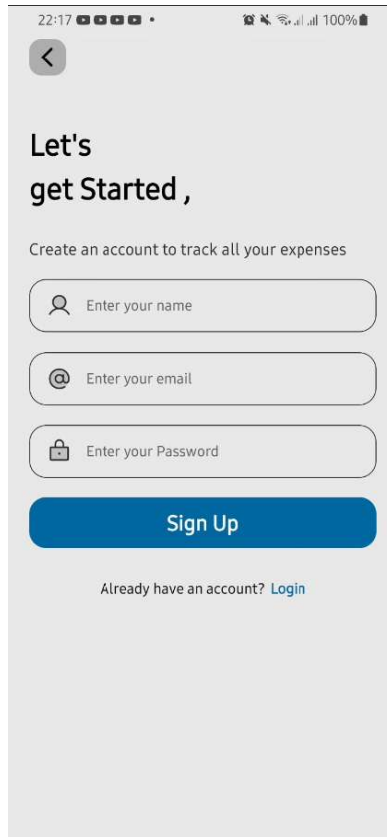 22:17
100%
Let's
get Started ,
Create an account to track all your expenses
Enter your name
@ Enter your email
Enter your Password
Sign Up
Already have an account? Login